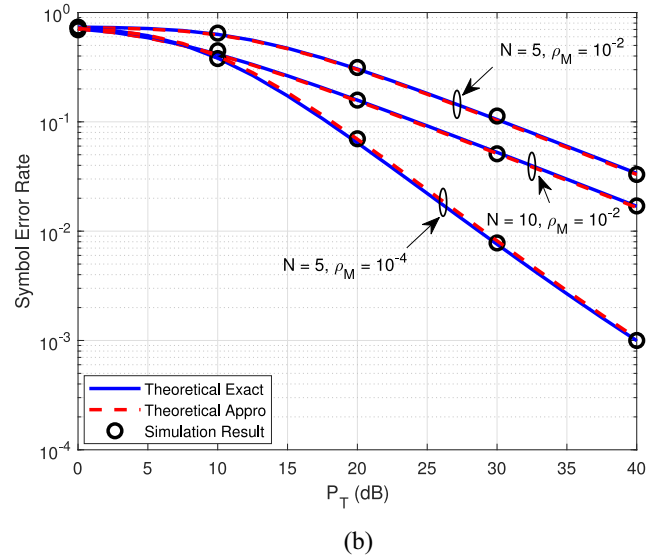 10^0
10^-1
10^-2
10^-3
10^-4
Symbol Error Rate
N = 5, ρ_M = 10^-2
N = 10, ρ_M = 10^-2
N = 5, ρ_M = 10^-4
Theoretical Exact
Theoretical Appro
Simulation Result
0 5 10 15 20 25 30 35 40
P_T (dB)
(b)